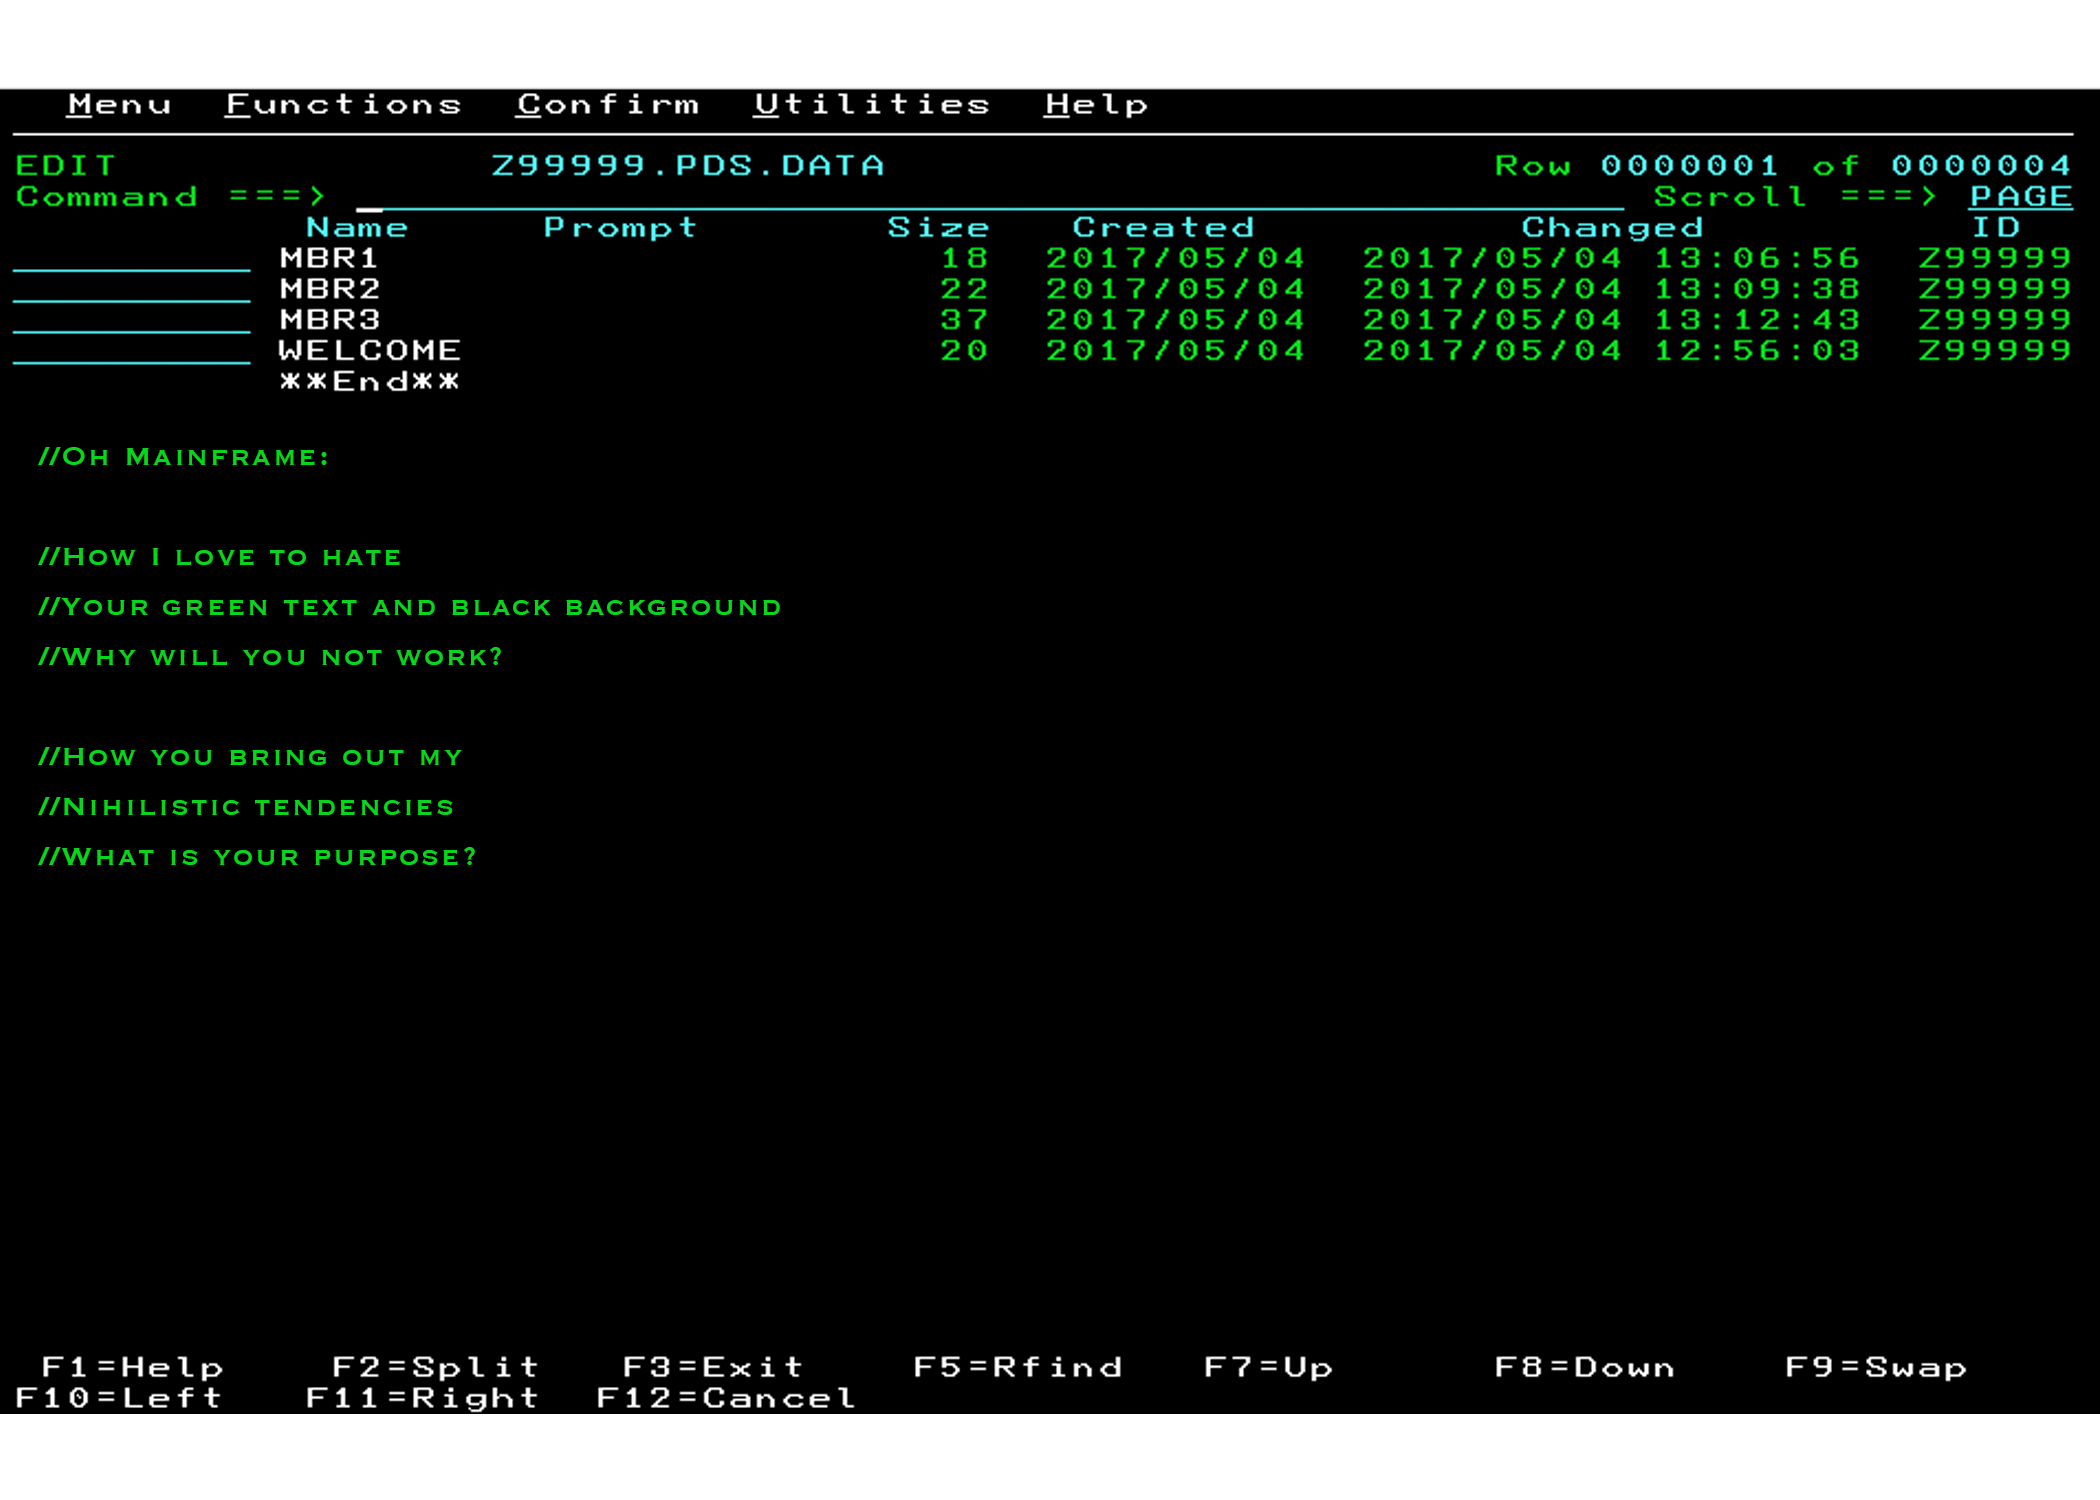 Menu Functions Confirm Utilities Help
EDIT Z99999.PDS.DATA Row 0000001 of 0000004
Command ===> _ Scroll ===> PAGE
Name Prompt Size Created Changed ID
MBR1 18 2017/05/04 2017/05/04 13:06:56 Z99999
MBR2 22 2017/05/04 2017/05/04 13:09:38 Z99999
MBR3 37 2017/05/04 2017/05/04 13:12:43 Z99999
WELCOME 20 2017/05/04 2017/05/04 12:56:03 Z99999
**End**
//Oh Mainframe:
//How I love to hate
//Your green text and black background
//Why will you not work?
//How you bring out my
//Nihilistic tendencies
//What is your purpose?
F1=Help F2=Split F3=Exit F5=Rfind F7=Up F8=Down F9=Swap
F10=Left F11=Right F12=Cancel